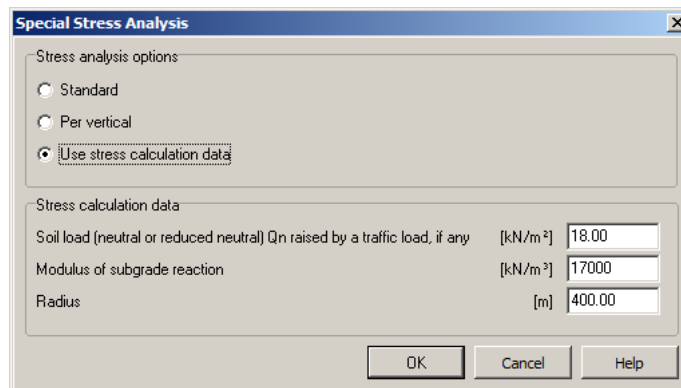 Special Stress Analysis
Stress analysis options
Standard
Per vertical
Use stress calculation data
Stress calculation data
Soil load (neutral or reduced neutral) Qn raised by a traffic load, if any [kN/m²] 18.00
Modulus of subgrade reaction [kN/m³] 17000
Radius [m] 400.00
OK Cancel Help